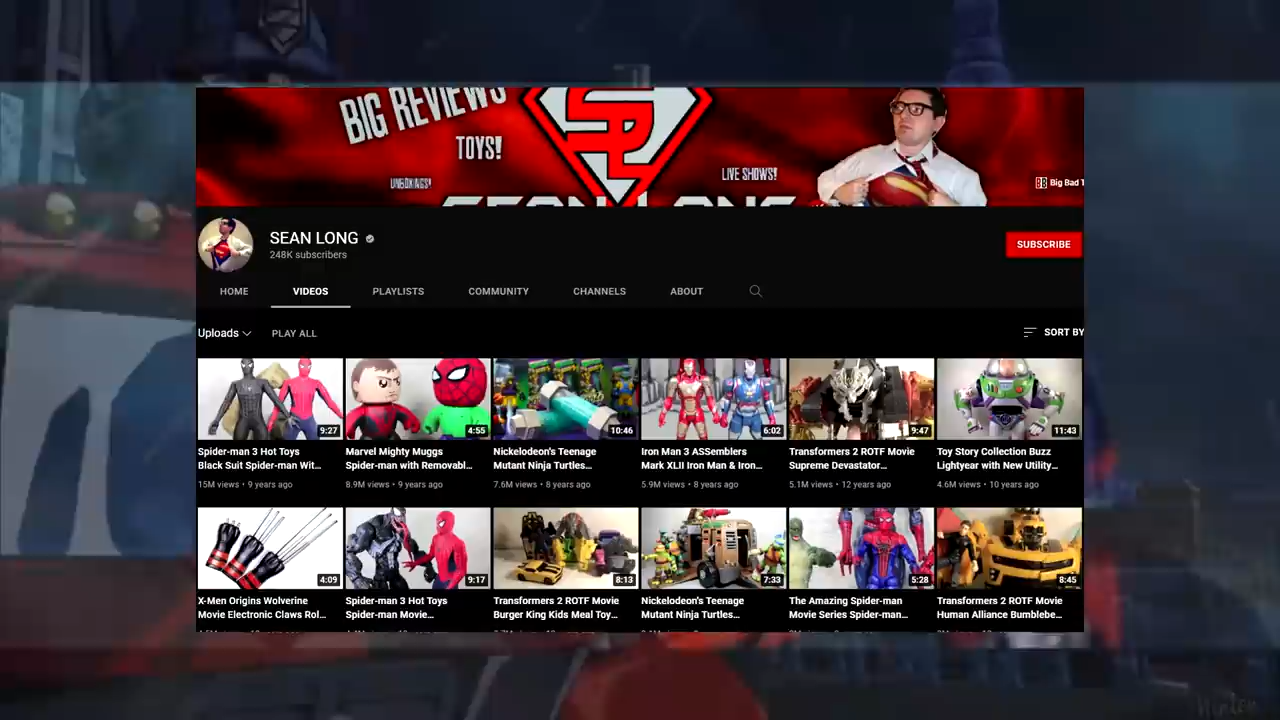 BIG REVIEWS
TOYS!
UNBOXINGS!
SL
LIVE SHOWS!
SEAN LONG
Big Bad T
SEAN LONG
248K subscribers
SUBSCRIBE
HOME VIDEOS PLAYLISTS COMMUNITY CHANNELS ABOUT
Uploads PLAY ALL SORT BY
9:27 4:55 10:46 6:02 9:47 11:43
Spider-man 3 Hot Toys
Black Suit Spider-man Wit...
15M views • 9 years ago
Marvel Mighty Muggs
Spider-man with Removabl...
8.9M views • 9 years ago
Nickelodeon's Teenage
Mutant Ninja Turtles...
7.6M views • 8 years ago
Iron Man 3 ASSemblers
Mark XLII Iron Man & Iron...
5.9M views • 8 years ago
Transformers 2 ROTF Movie
Supreme Devastator...
5.1M views • 12 years ago
Toy Story Collection Buzz
Lightyear with New Utility...
4.6M views • 10 years ago
4:09 9:17 8:13 7:33 5:28 8:45
X-Men Origins Wolverine
Movie Electronic Claws Rol...
Spider-man 3 Hot Toys
Spider-man Movie...
Transformers 2 ROTF Movie
Burger King Kids Meal Toy...
Nickelodeon's Teenage
Mutant Ninja Turtles...
The Amazing Spider-man
Movie Series Spider-man...
Transformers 2 ROTF Movie
Human Alliance Bumblebe...